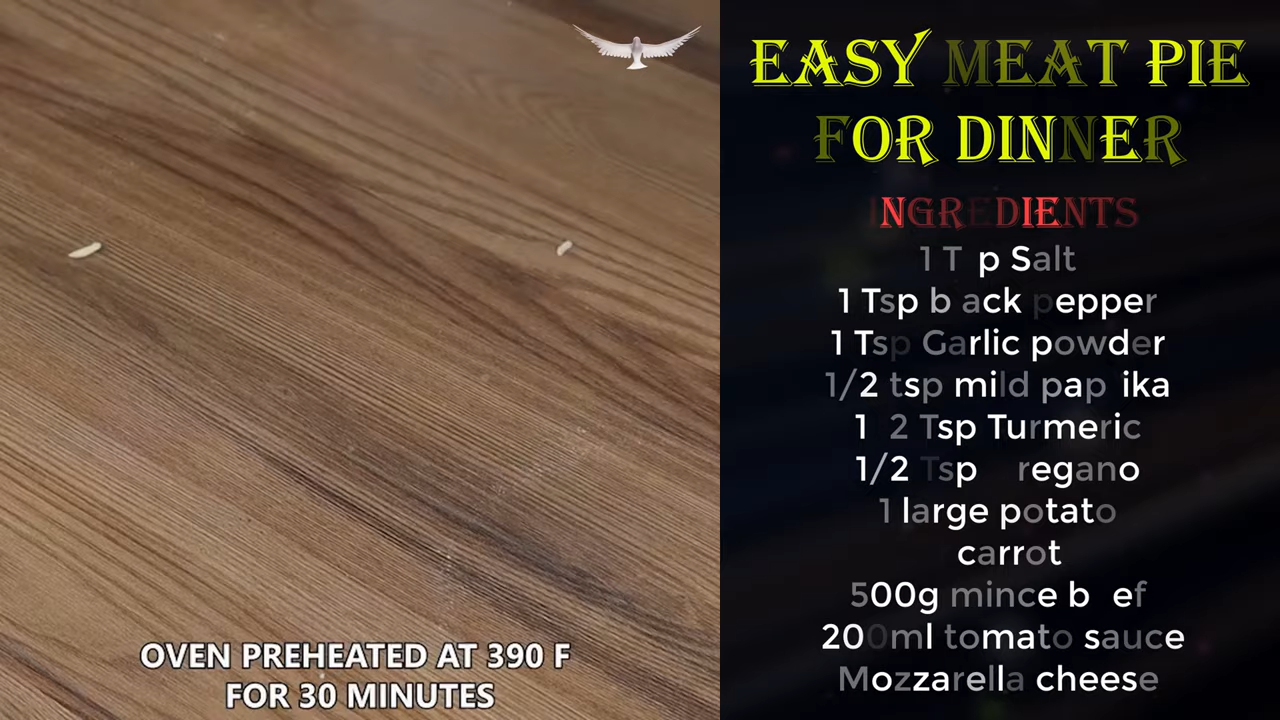 OVEN PREHEATED AT 390 F
FOR 30 MINUTES
EASY MEAT PIE
FOR DINNER
INGREDIENTS
1 T p Salt
1 Tsp b ack pepper
1 Tsp Garlic powder
1/2 tsp mild pap ika
1 2 Tsp Turmeric
1/2 Tsp regano
1 large potato
carrot
500g mince b ef
200ml tomato sauce
Mozzarella cheese